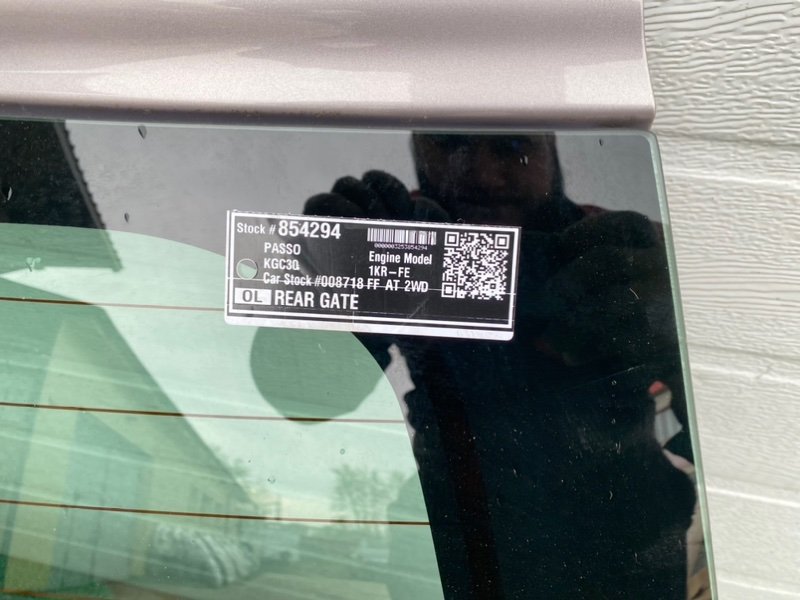 Stock # 854294
PASSO
KGC30
Engine Model
1KR-FE
Car Stock #008718 FF AT 2WD
OL REAR GATE